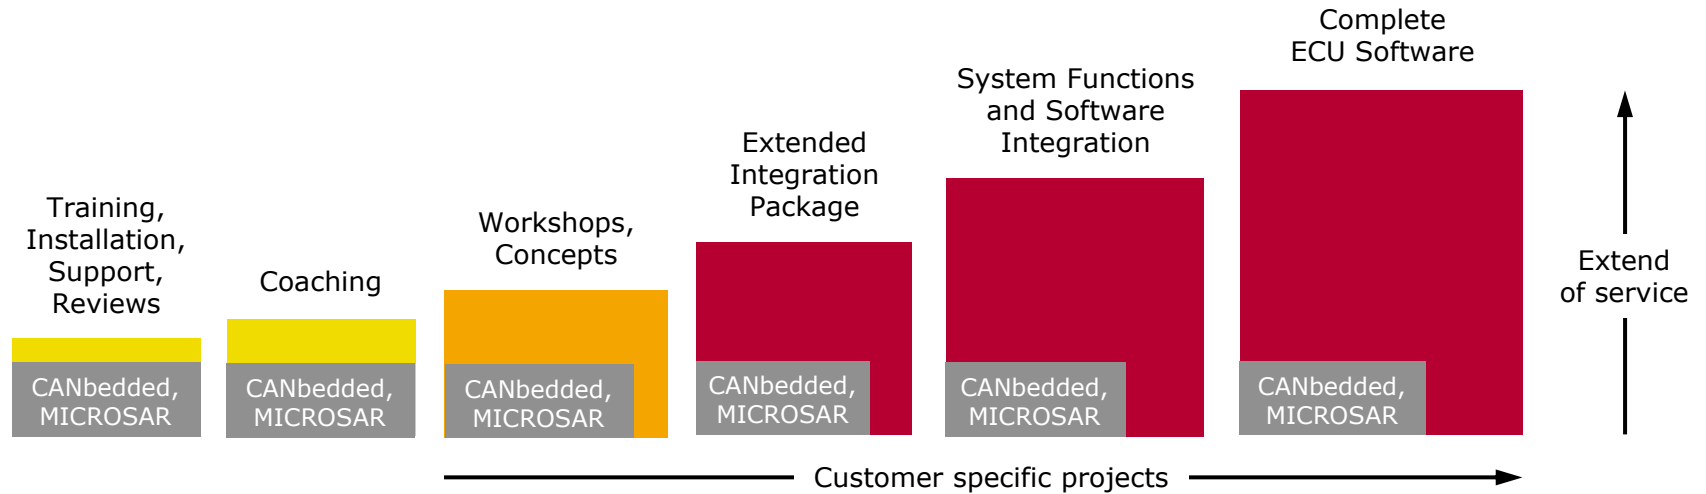 Training,
Installation,
Support,
Reviews
CANbedded,
MICROSAR
Coaching
CANbedded,
MICROSAR
Workshops,
Concepts
CANbedded,
MICROSAR
Extended
Integration
Package
CANbedded,
MICROSAR
System Functions
and Software
Integration
CANbedded,
MICROSAR
Complete
ECU Software
CANbedded,
MICROSAR
Extend
of service
Customer specific projects